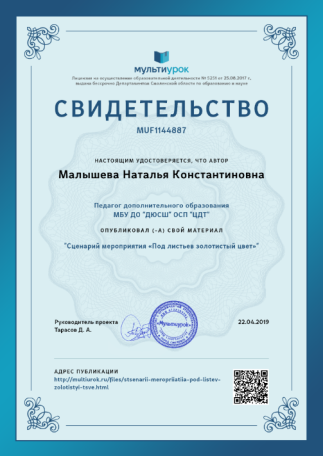 мультиурок
Лицензия на осуществление образовательной деятельности № 5251 от 25.08.2017 г.,
выдана бессрочно Департаментом Смоленской области по образованию и науке
СВИДЕТЕЛЬСТВО
MUF1144887
НАСТОЯЩИМ УДОСТОВЕРЯЕТСЯ, ЧТО АВТОР
Малышева Наталья Константиновна
Педагог дополнительного образования
МБУ ДО "ДЮСШ" ОСП "ЦДТ"
ОПУБЛИКОВАЛ (-А) СВОЙ МАТЕРИАЛ
"Сценарий мероприятия «Под листьев золотистый цвет»"
Руководитель проекта
Тарасов Д. А.
«Мультиурок»
22.04.2019
АДРЕС ПУБЛИКАЦИИ
http://multiurok.ru/files/stsenarii-meropriiatiia-pod-listev-
zolotistyi-tsve.html